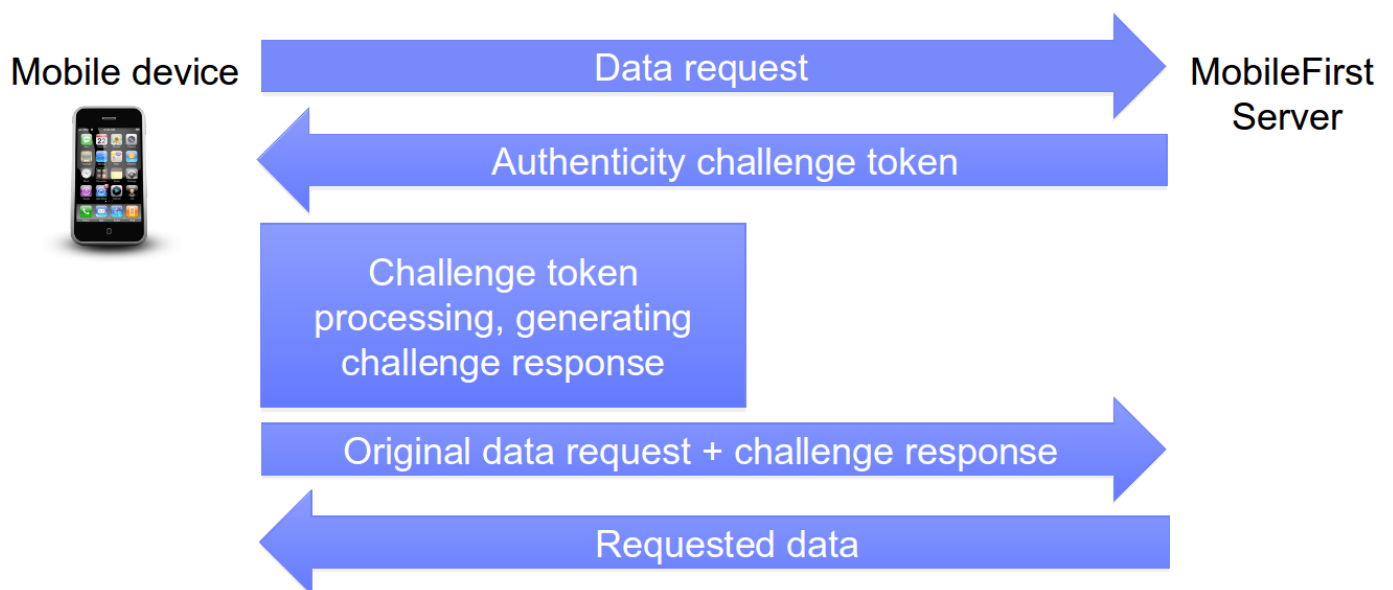 Data request
Mobile device
MobileFirst
Server
Authenticity challenge token
Challenge token
processing, generating
challenge response
Original data request + challenge response
Requested data